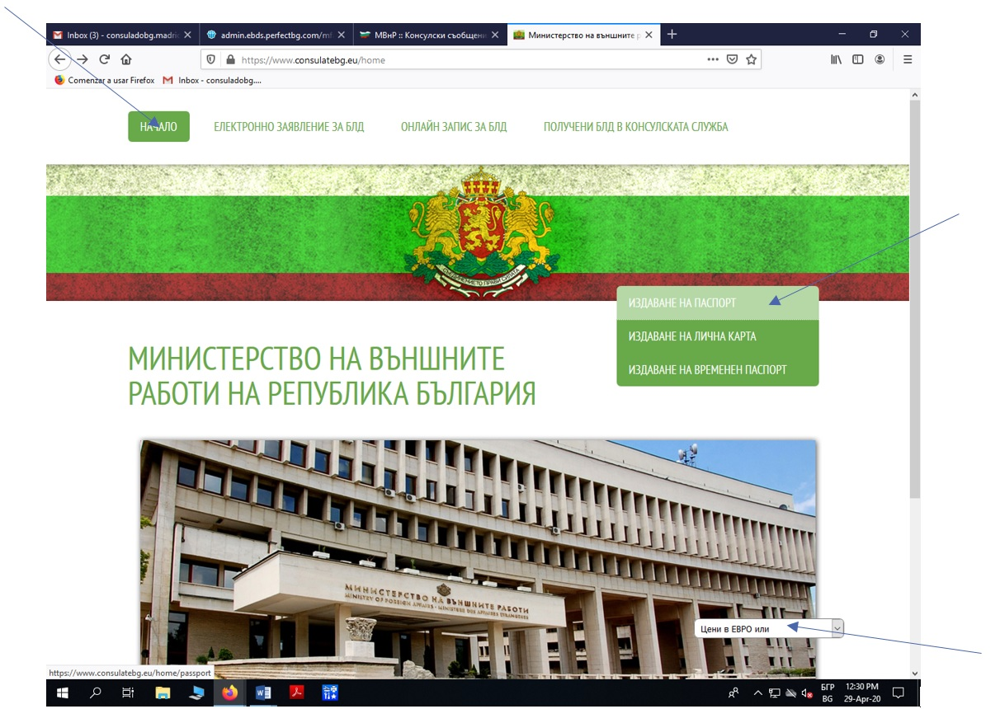 Inbox (3) - consuladobg.madri
admin.ebds.perfectbg.com/mf
МВнР :: Консулски съобщени
Министерство на външните р
https://www.consulatebg.eu/home
Comenzar a usar Firefox
Inbox - consuladobg....
НАЧАЛО
ЕЛЕКТРОННО ЗАЯВЛЕНИЕ ЗА БЛД
ОНЛАЙН ЗАПИС ЗА БЛД
ПОЛУЧЕНИ БЛД В КОНСУЛСКАТА СЛУЖБА
СЪЕДИНЕНИЕТО ПРАВИ СИЛАТА
ИЗДАВАНЕ НА ПАСПОРТ
ИЗДАВАНЕ НА ЛИЧНА КАРТА
ИЗДАВАНЕ НА ВРЕМЕНЕН ПАСПОРТ
МИНИСТЕРСТВО НА ВЪНШНИТЕ
РАБОТИ НА РЕПУБЛИКА БЪЛГАРИЯ
МИНИСТЕРСТВО НА ВЪНШНИТЕ РАБОТИ
MINISTRY OF FOREIGN AFFAIRS - MINISTERE DES AFFAIRES ETRANGERES
Цени в ЕВРО или
https://www.consulatebg.eu/home/passport
БГР
BG
12:30 PM
29-Apr-20